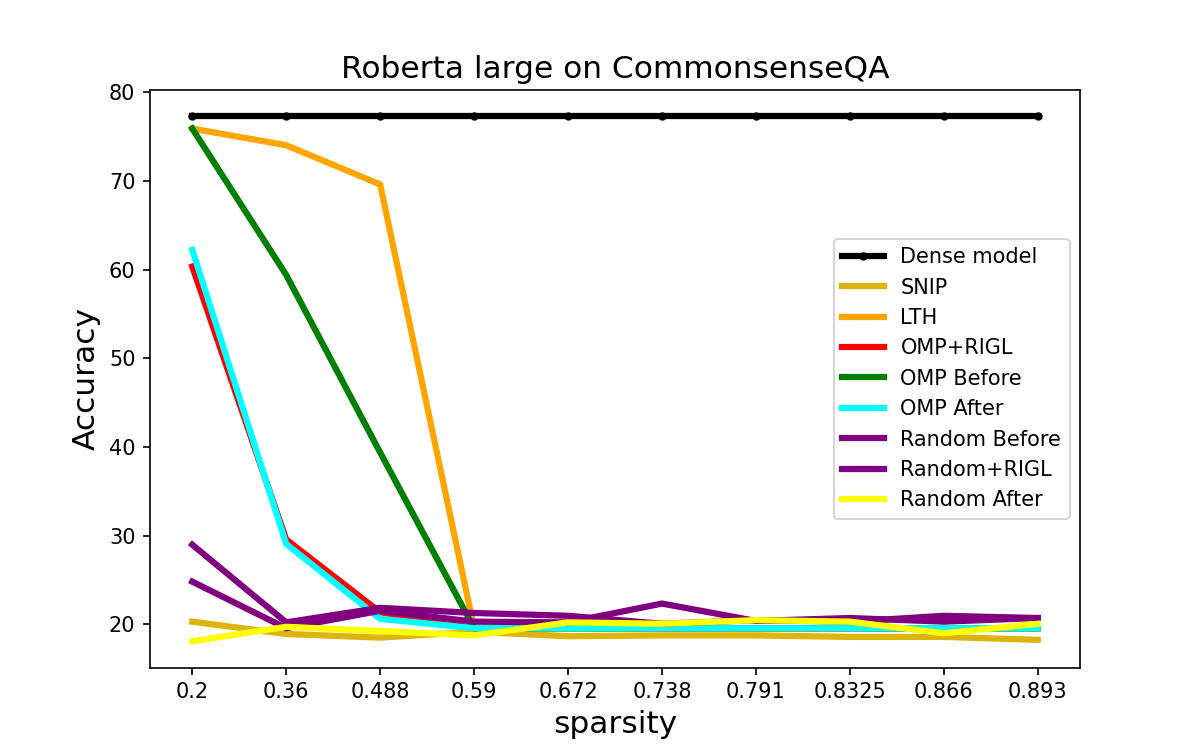 Roberta large on CommonsenseQA
80
70
60
50
40
30
20
Accuracy
Dense model
SNIP
LTH
OMP+RIGL
OMP Before
OMP After
Random Before
Random+RIGL
Random After
0.2 0.36 0.488 0.59 0.672 0.738 0.791 0.8325 0.866 0.893
sparsity